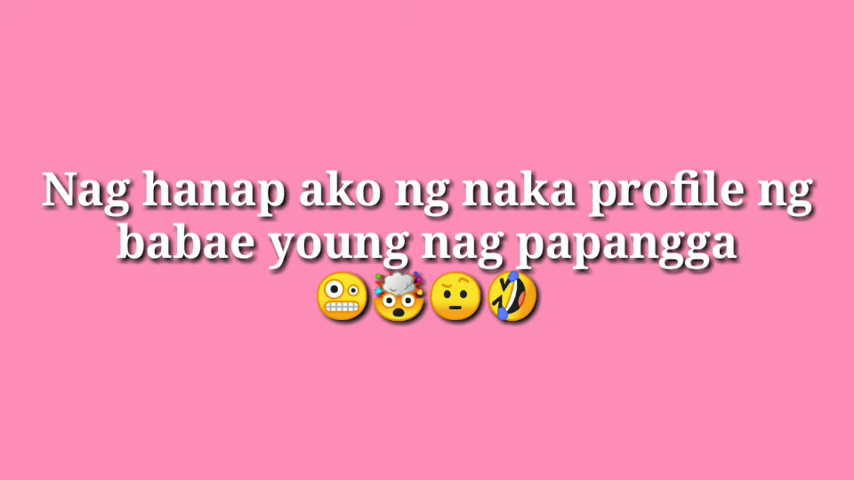 Nag hanap ako ng naka profile ng
babae young nag papangga
😬🤯🤨🤣